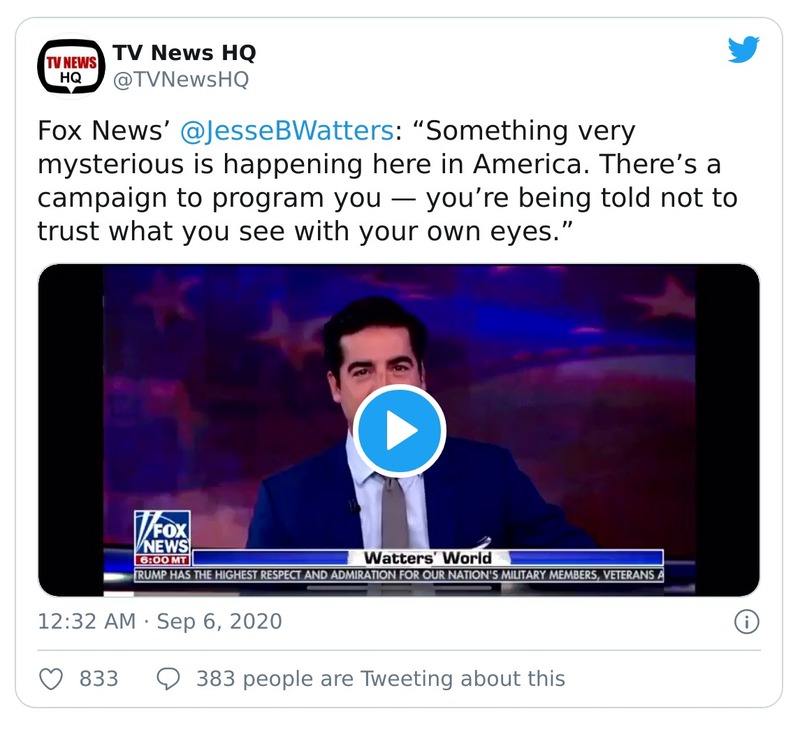 TV NEWS
HQ
TV News HQ
@TVNewsHQ
Fox News’ @JesseBWatters: “Something very
mysterious is happening here in America. There’s a
campaign to program you — you’re being told not to
trust what you see with your own eyes.”
FOX
NEWS
6:00 MT
Watters’ World
TRUMP HAS THE HIGHEST RESPECT AND ADMIRATION FOR OUR NATION'S MILITARY MEMBERS, VETERANS A
12:32 AM · Sep 6, 2020
833
383 people are Tweeting about this